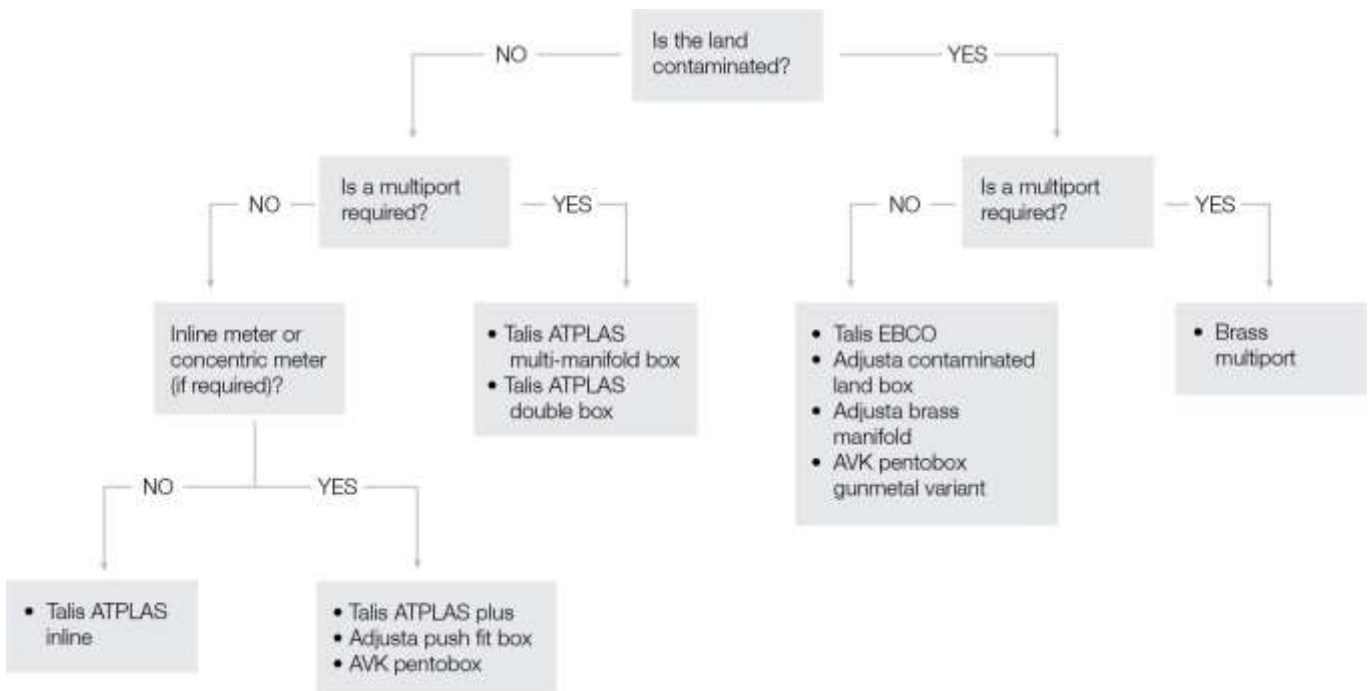 Is the land
contaminated?
NO
YES
Is a multiport
required?
NO
YES
Is a multiport
required?
NO
YES
Inline meter or
concentric meter
(if required)?
• Talis ATPLAS
multi-manifold box
• Talis ATPLAS
double box
• Talis EBCO
• Adjusta contaminated
land box
• Adjusta brass
manifold
• AVK pentobox
gunmetal variant
• Brass
multiport
NO
YES
• Talis ATPLAS
inline
• Talis ATPLAS plus
• Adjusta push fit box
• AVK pentobox